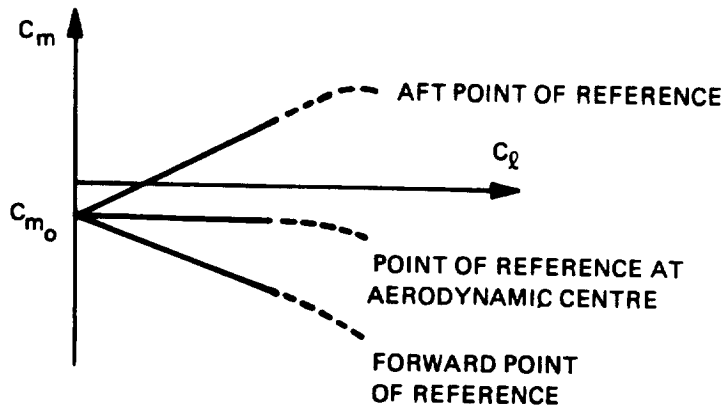 Cm
AFT POINT OF REFERENCE
Cℓ
Cmo
POINT OF REFERENCE AT
AERODYNAMIC CENTRE
FORWARD POINT
OF REFERENCE